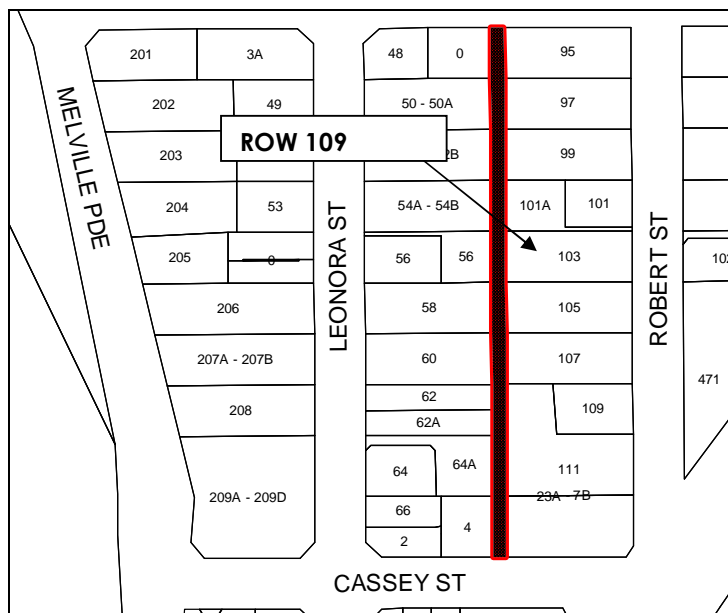 201
3A
48
0
95
202
49
50 - 50A
97
ROW 109
203
2B
99
204
53
54A - 54B
101A
101
205
0
56
56
103
102
206
58
105
207A - 207B
60
107
471
208
62
109
62A
64
64A
111
23A - 7B
209A - 209D
66
4
2
MELVILLE PDE
LEONORA ST
ROBERT ST
CASSEY ST